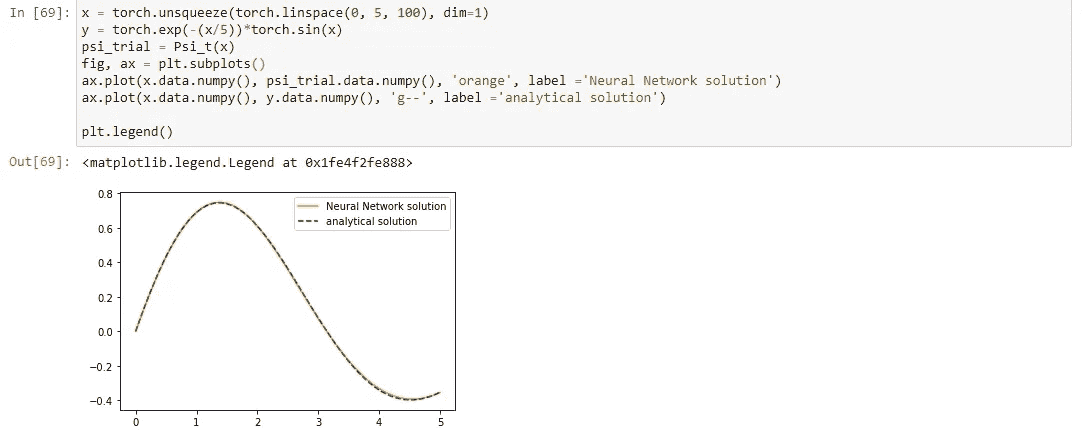 In [69]: x = torch.unsqueeze(torch.linspace(0, 5, 100), dim=1)
y = torch.exp(-(x/5))*torch.sin(x)
psi_trial = Psi_t(x)
fig, ax = plt.subplots()
ax.plot(x.data.numpy(), psi_trial.data.numpy(), 'orange', label ='Neural Network solution')
ax.plot(x.data.numpy(), y.data.numpy(), 'g--', label ='analytical solution')
plt.legend()
Out[69]: <matplotlib.legend.Legend at 0x1fe4f2fe888>
0.8
Neural Network solution
analytical solution
0.6
0.4
0.2
0.0
−0.2
−0.4
0 1 2 3 4 5